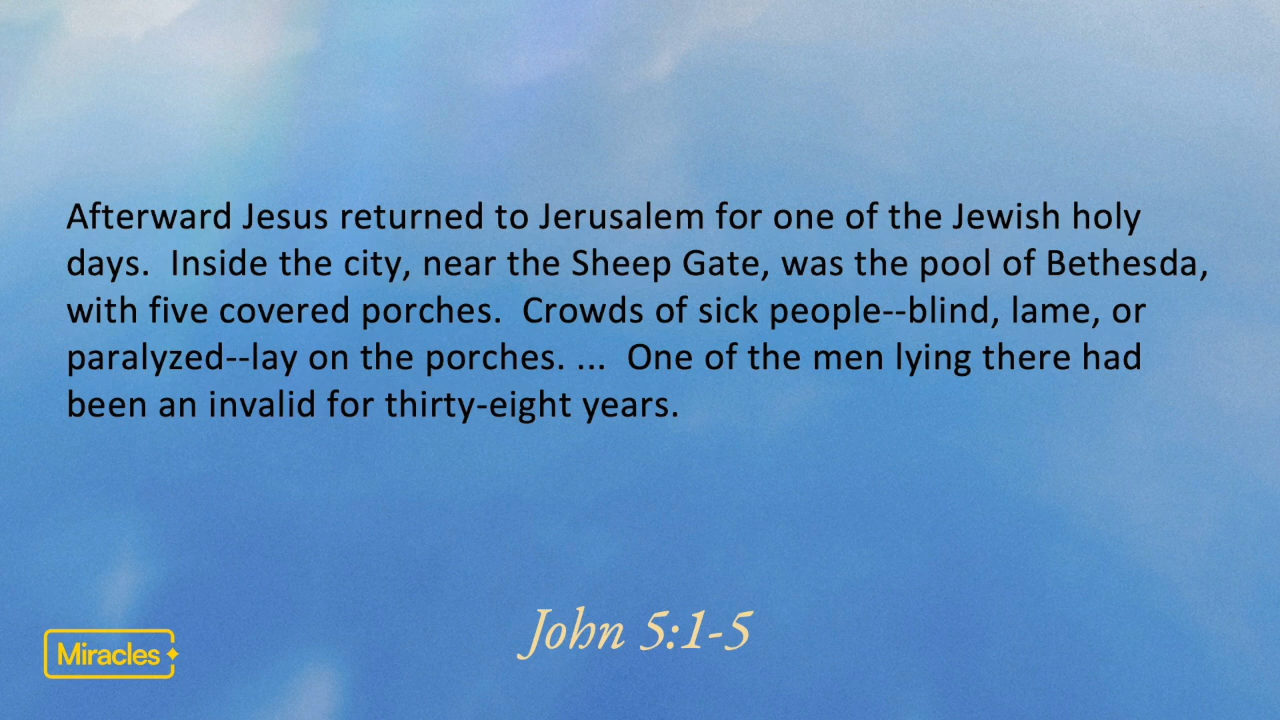 Afterward Jesus returned to Jerusalem for one of the Jewish holy
days.  Inside the city, near the Sheep Gate, was the pool of Bethesda,
with five covered porches.  Crowds of sick people--blind, lame, or
paralyzed--lay on the porches. ...  One of the men lying there had
been an invalid for thirty-eight years.
John 5:1-5
Miracles